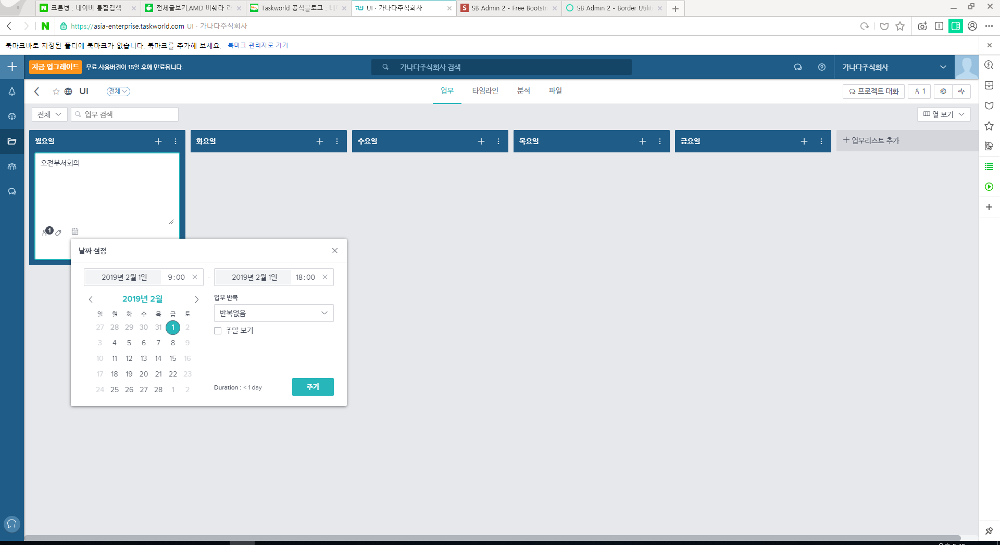 크론병 : 네이버 통합검색
전체글보기,AMD 비쉐라 라
Taskworld 공식블로그 : 네이
UI · 가나다주식회사
SB Admin 2 - Free Bootstr
SB Admin 2 - Border Utilit
https://asia-enterprise.taskworld.com UI · 가나다주식회사
북마크바로 지정된 폴더에 북마크가 없습니다. 북마크를 추가해 보세요. 북마크 관리자로 가기
지금 업그레이드 무료 사용버전이 15일 후에 만료됩니다.
가나다주식회사 검색
가나다주식회사
UI
전체
업무
타임라인
분석
파일
프로젝트 대화
1
전체
업무 검색
열 보기
월요일
화요일
수요일
목요일
금요일
업무리스트 추가
오전부서회의
1
날짜 설정
2019년 2월 1일 9:00 - 2019년 2월 1일 18:00
2019년 2월
일 월 화 수 목 금 토
27 28 29 30 31 1 2
3 4 5 6 7 8 9
10 11 12 13 14 15 16
17 18 19 20 21 22 23
24 25 26 27 28 1 2
업무 반복
반복없음
주말 보기
Duration : < 1 day
추가